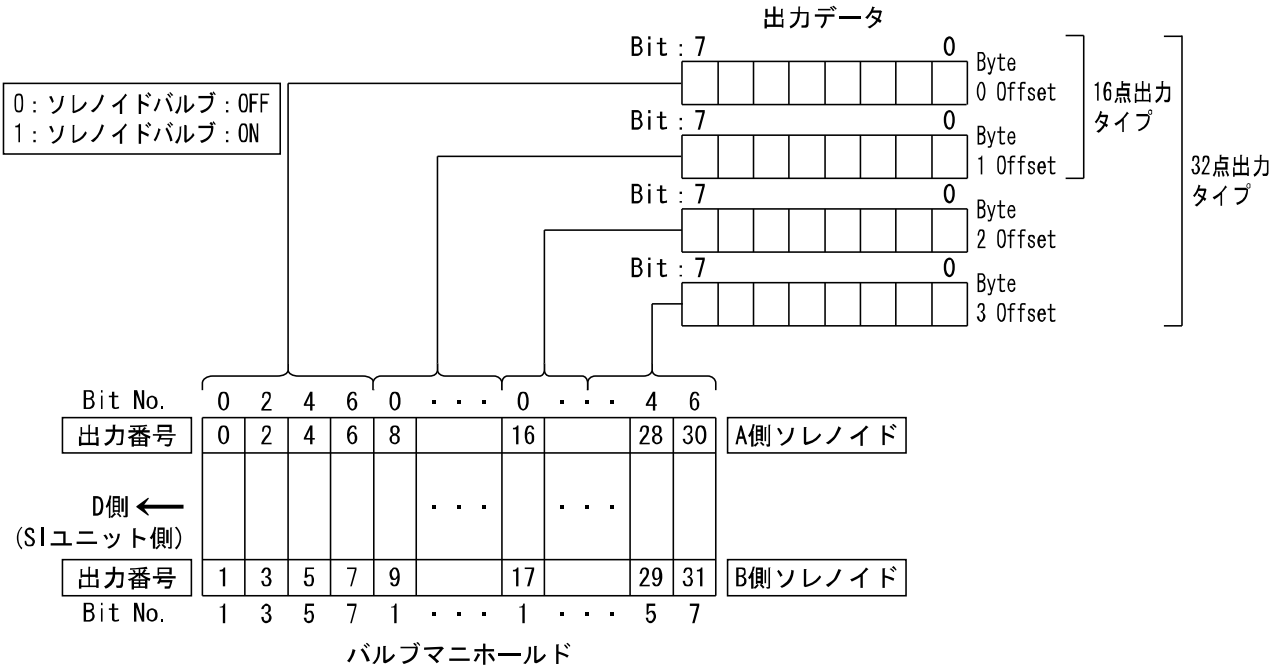 出力データ
Bit : 7 0
Byte
0 Offset
Bit : 7 0
Byte
1 Offset
Bit : 7 0
Byte
2 Offset
Bit : 7 0
Byte
3 Offset
16点出力
タイプ
32点出力
タイプ
0 : ソレノイドバルブ : OFF
1 : ソレノイドバルブ : ON
Bit No. 0 2 4 6 0 ・・・ 0 ・・・ 4 6
出力番号 0 2 4 6 8 16 28 30 A側ソレノイド
D側 ← ・・・ ・・・
(SIユニット側)
出力番号 1 3 5 7 9 17 29 31 B側ソレノイド
Bit No. 1 3 5 7 1 ・・・ 1 ・・・ 5 7
バルブマニホールド